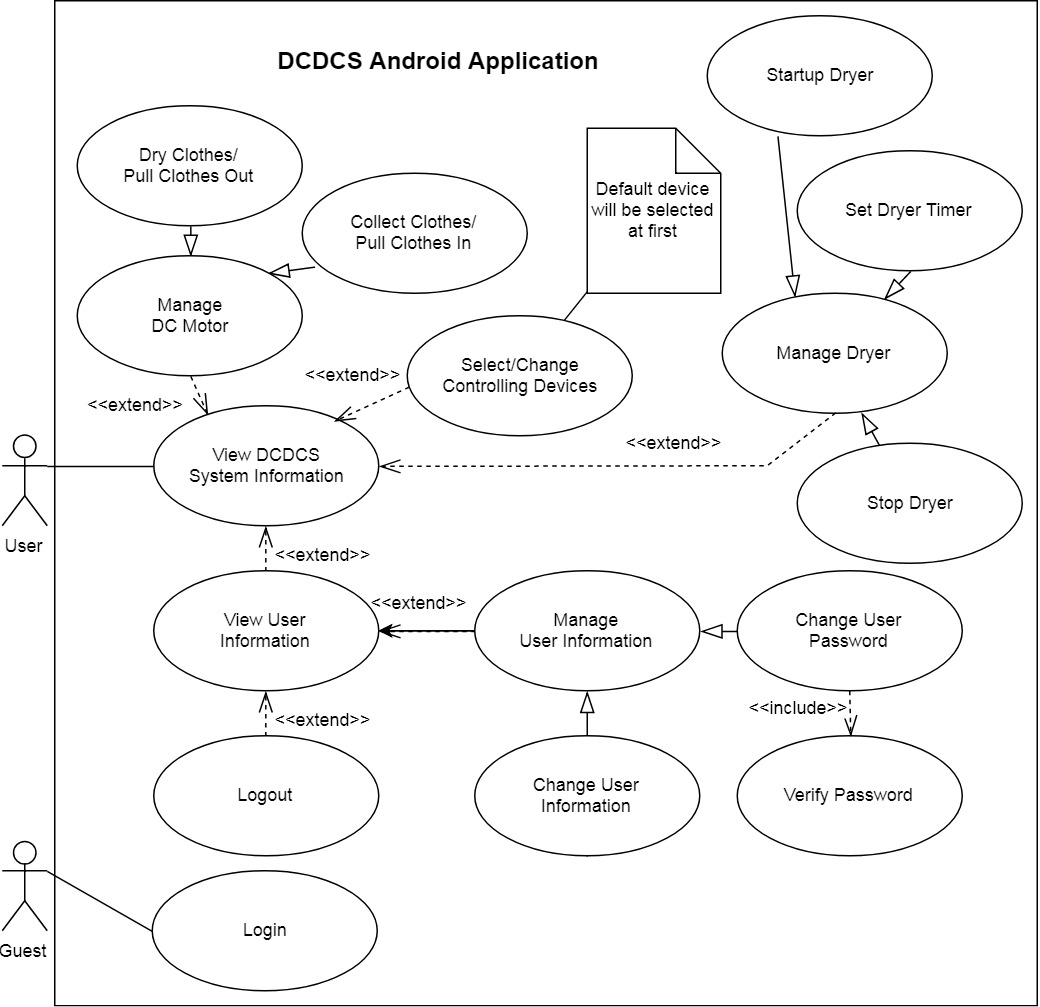 DCDCS Android Application
Startup Dryer
Dry Clothes/
Pull Clothes Out
Collect Clothes/
Pull Clothes In
Default device
will be selected
at first
Set Dryer Timer
Manage
DC Motor
Select/Change
Controlling Devices
Manage Dryer
<<extend>>
<<extend>>
<<extend>>
View DCDCS
System Information
Stop Dryer
User
<<extend>>
View User
Information
<<extend>>
Manage
User Information
Change User
Password
<<extend>>
<<include>>
Logout
Change User
Information
Verify Password
Guest
Login